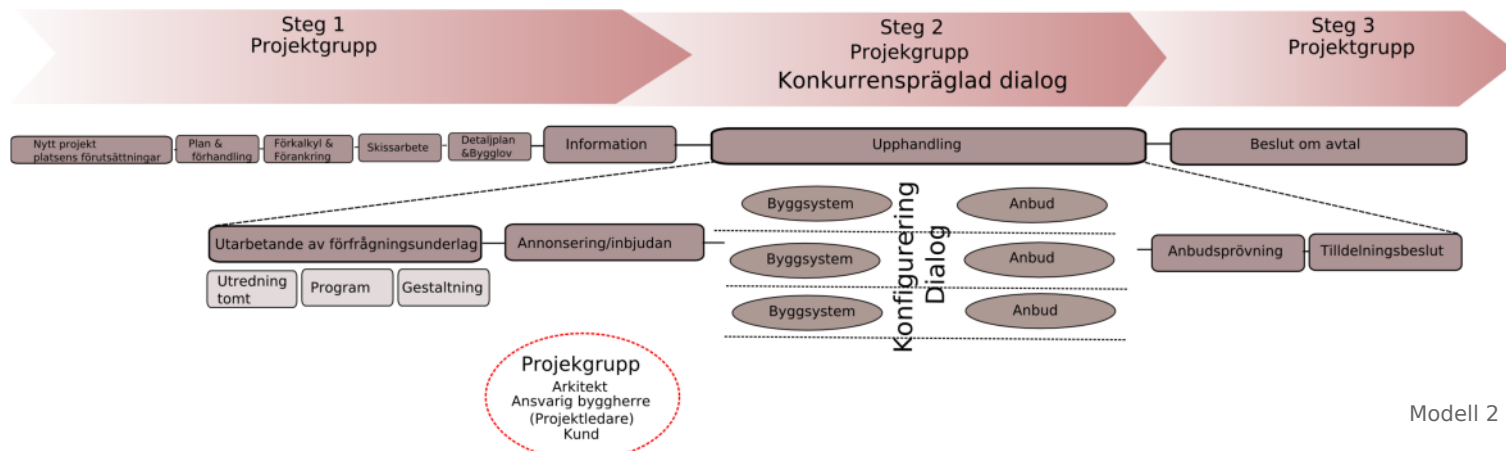 Steg 1
Projektgrupp
Steg 2
Projekgrupp
Konkurrenspräglad dialog
Steg 3
Projektgrupp
Nytt projekt
platsens förutsättningar
Plan &
förhandling
Förkalkyl &
Förankring
Skissarbete
Detaljplan
&Bygglov
Information
Upphandling
Beslut om avtal
Utarbetande av förfrågningsunderlag
Annonsering/inbjudan
Utredning
tomt
Program
Gestaltning
Byggsystem
Anbud
Byggsystem
Anbud
Byggsystem
Anbud
Konfigurering
Dialog
Anbudsprövning
Tilldelningsbeslut
Projekgrupp
Arkitekt
Ansvarig byggherre
(Projektledare)
Kund
Modell 2